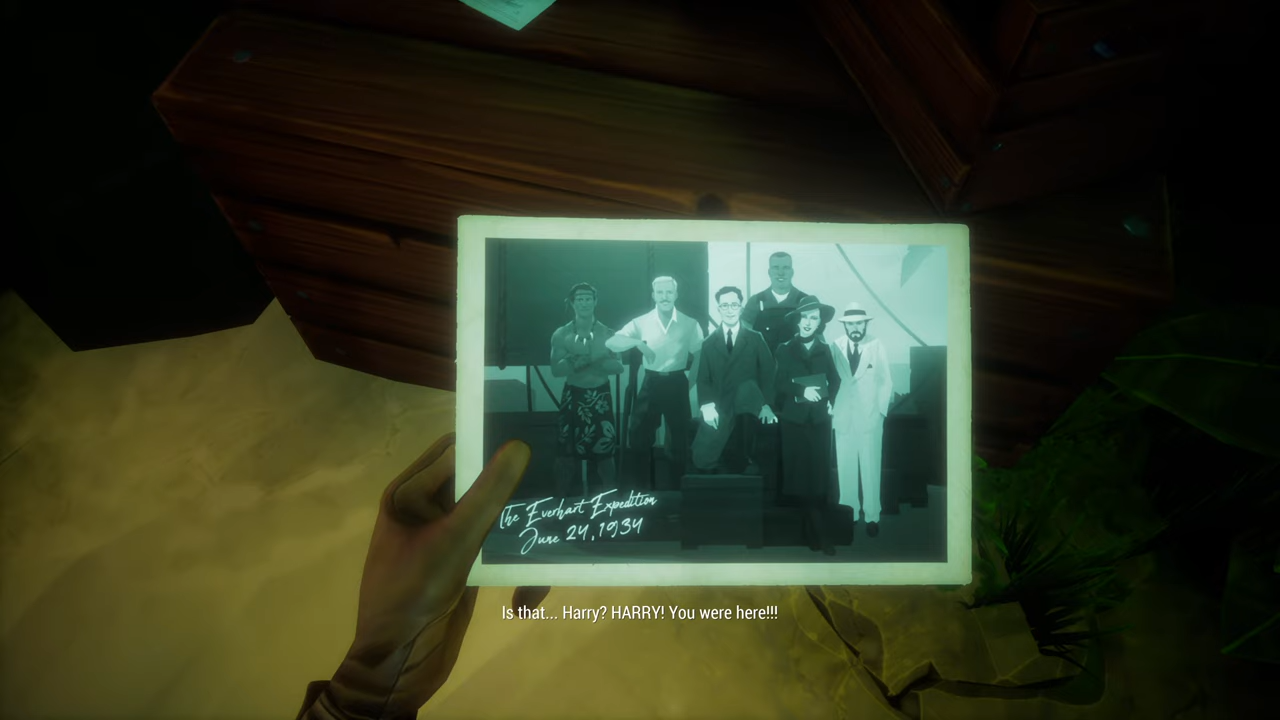 The Everhart Expedition
June 24, 1934
Is that... Harry? HARRY! You were here!!!